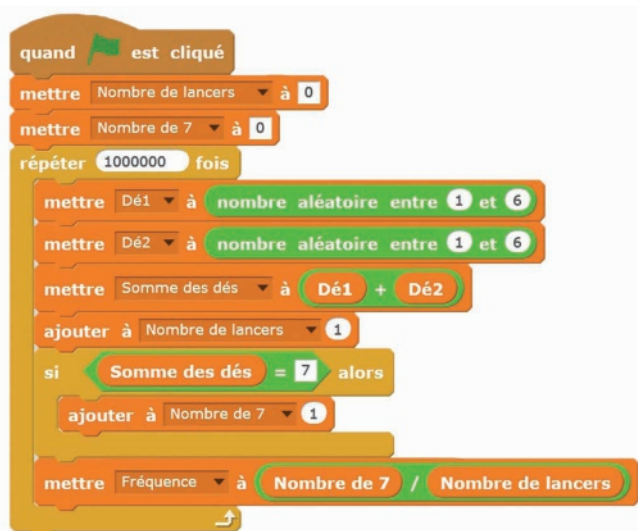 quand est cliqué
mettre Nombre de lancers à 0
mettre Nombre de 7 à 0
répéter 1000000 fois
mettre Dé1 à nombre aléatoire entre 1 et 6
mettre Dé2 à nombre aléatoire entre 1 et 6
mettre Somme des dés à Dé1 + Dé2
ajouter à Nombre de lancers 1
si Somme des dés = 7 alors
ajouter à Nombre de 7 1
mettre Fréquence à Nombre de 7 / Nombre de lancers